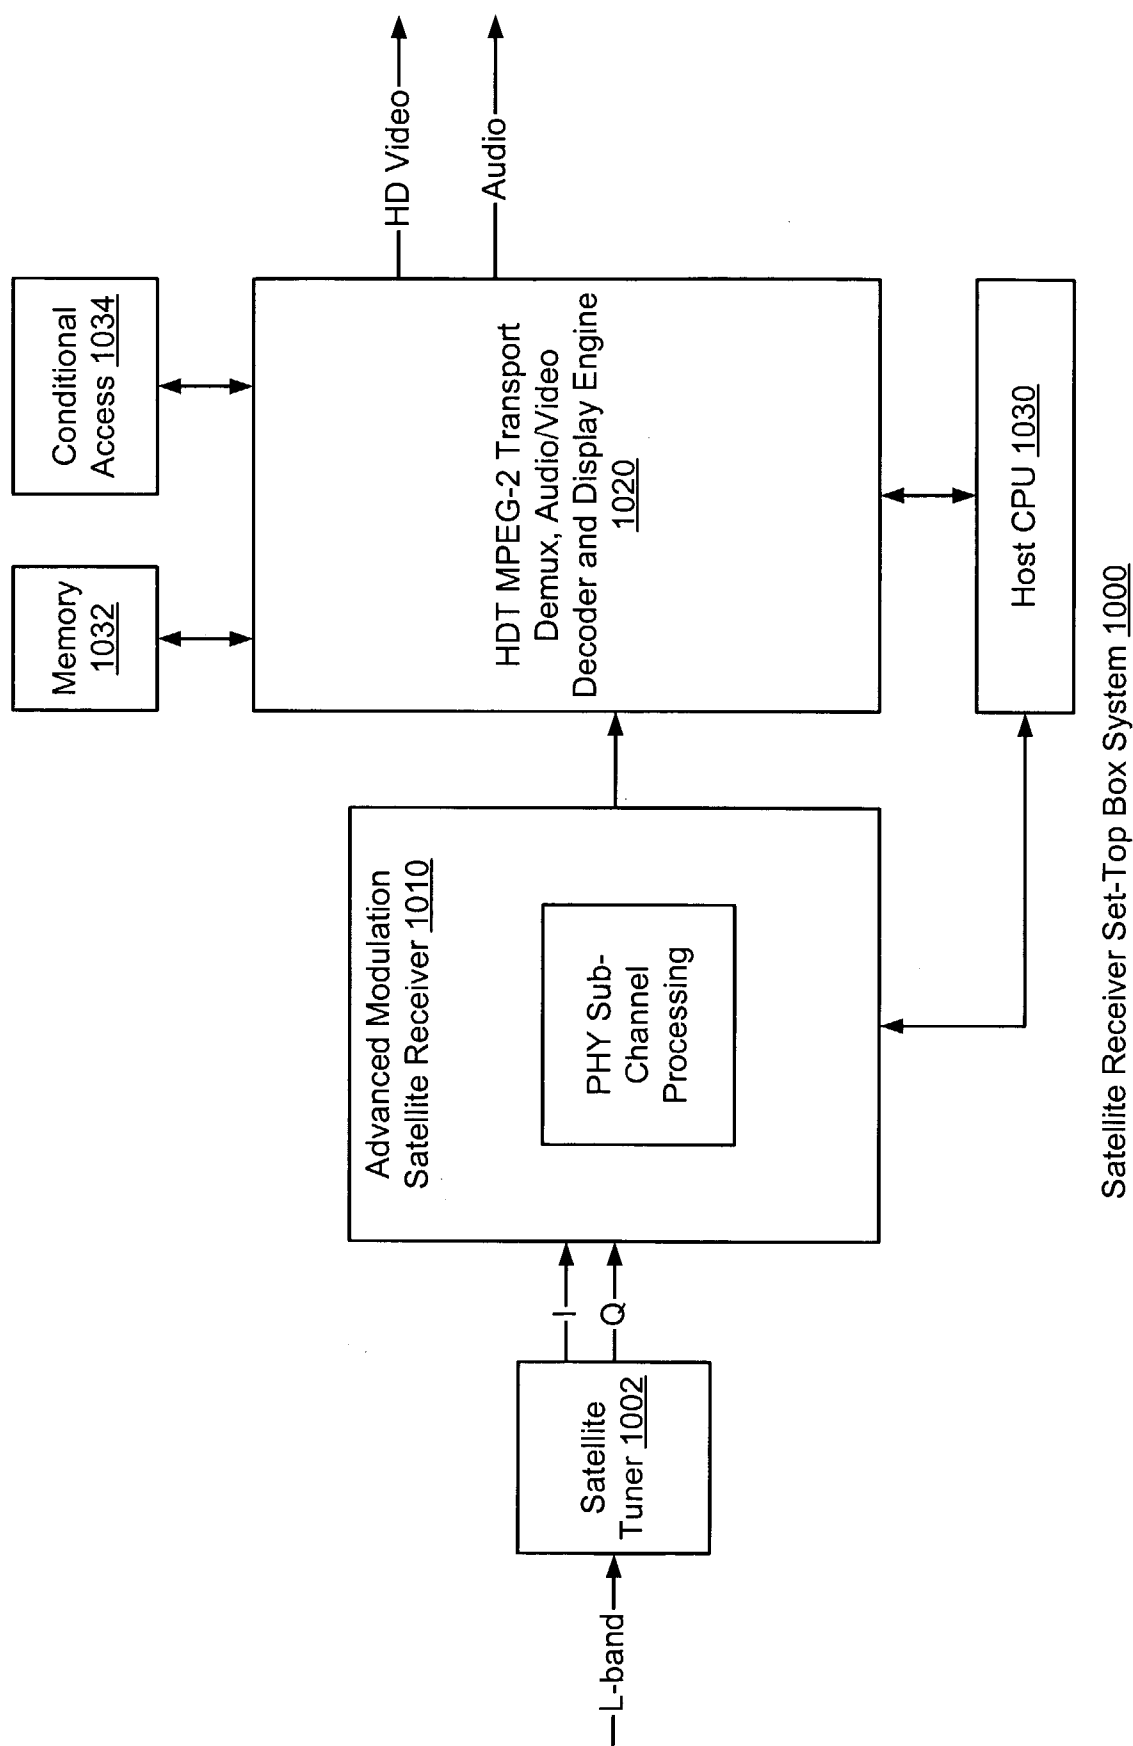 L-band
Satellite
Tuner 1002
I
Q
Advanced Modulation
Satellite Receiver 1010
PHY Sub-
Channel
Processing
Memory
1032
Conditional
Access 1034
HDT MPEG-2 Transport
Demux, Audio/Video
Decoder and Display Engine
1020
HD Video
Audio
Host CPU 1030
Satellite Receiver Set-Top Box System 1000